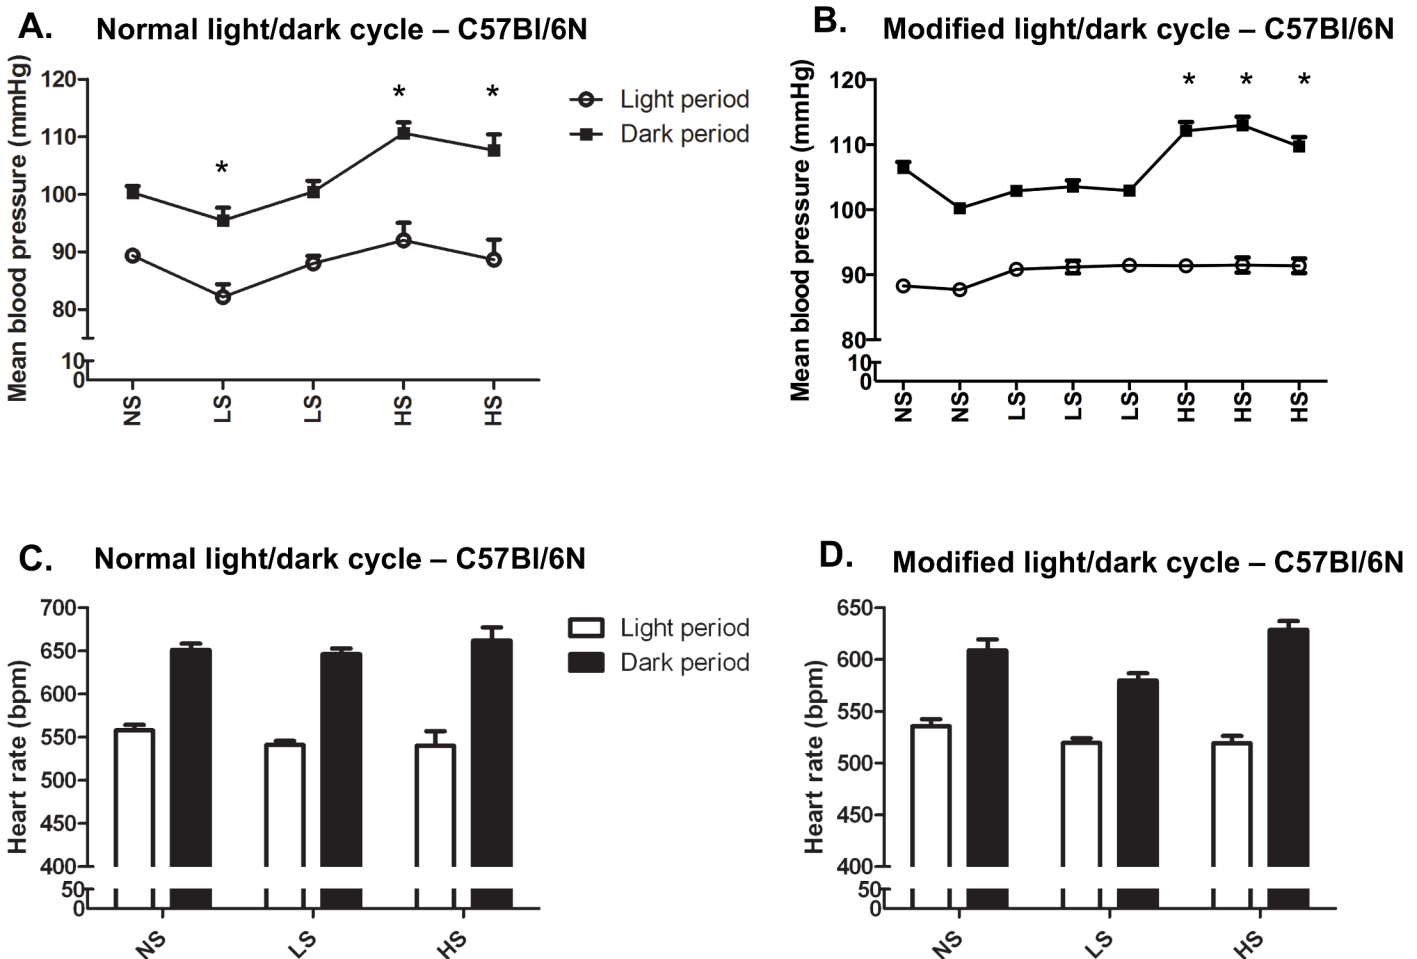 A. Normal light/dark cycle – C57Bl/6N
Mean blood pressure (mmHg)
120
110
100
90
80
10
0
* * *
NS LS LS HS HS
Light period
Dark period
B. Modified light/dark cycle – C57Bl/6N
Mean blood pressure (mmHg)
120
110
100
90
80
10
0
* * *
NS NS LS LS LS HS HS HS
C. Normal light/dark cycle – C57Bl/6N
Heart rate (bpm)
700
650
600
550
500
450
400
50
0
NS LS HS
Light period
Dark period
D. Modified light/dark cycle – C57Bl/6N
Heart rate (bpm)
650
600
550
500
450
400
50
0
NS LS HS